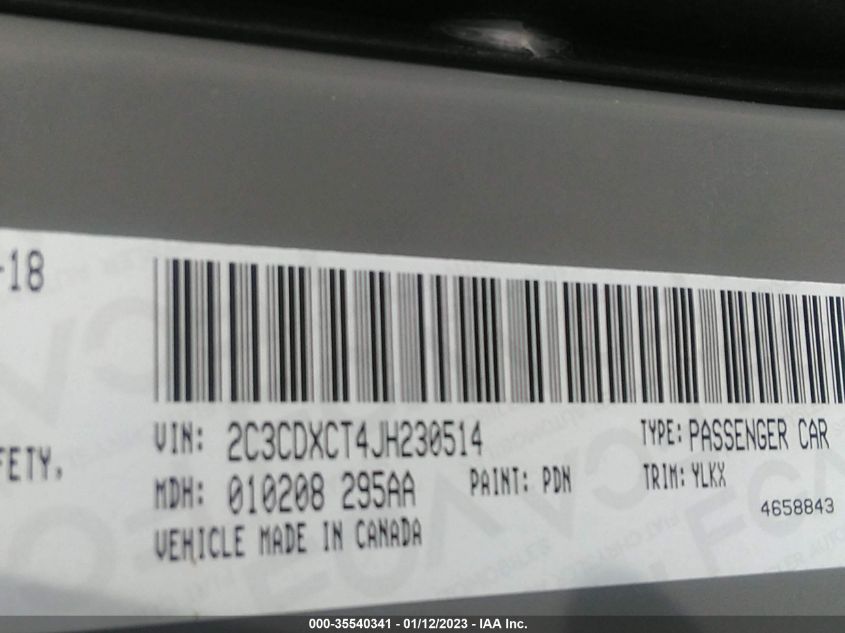 -18
VIN: 2C3CDXCT4JH230514
TYPE: PASSENGER CAR
FETY.
MDH: 010208 295AA
PAINT: PDN
TRIM: YLKX
4658843
VEHICLE MADE IN CANADA
000-35540341 - 01/12/2023 - IAA Inc.